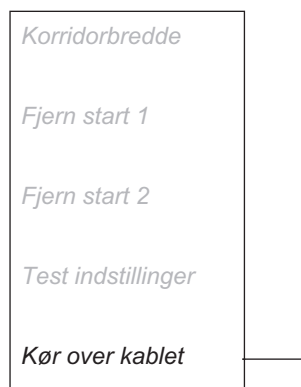 Korridorbredde
Fjern start 1
Fjern start 2
Test indstillinger
Kør over kablet